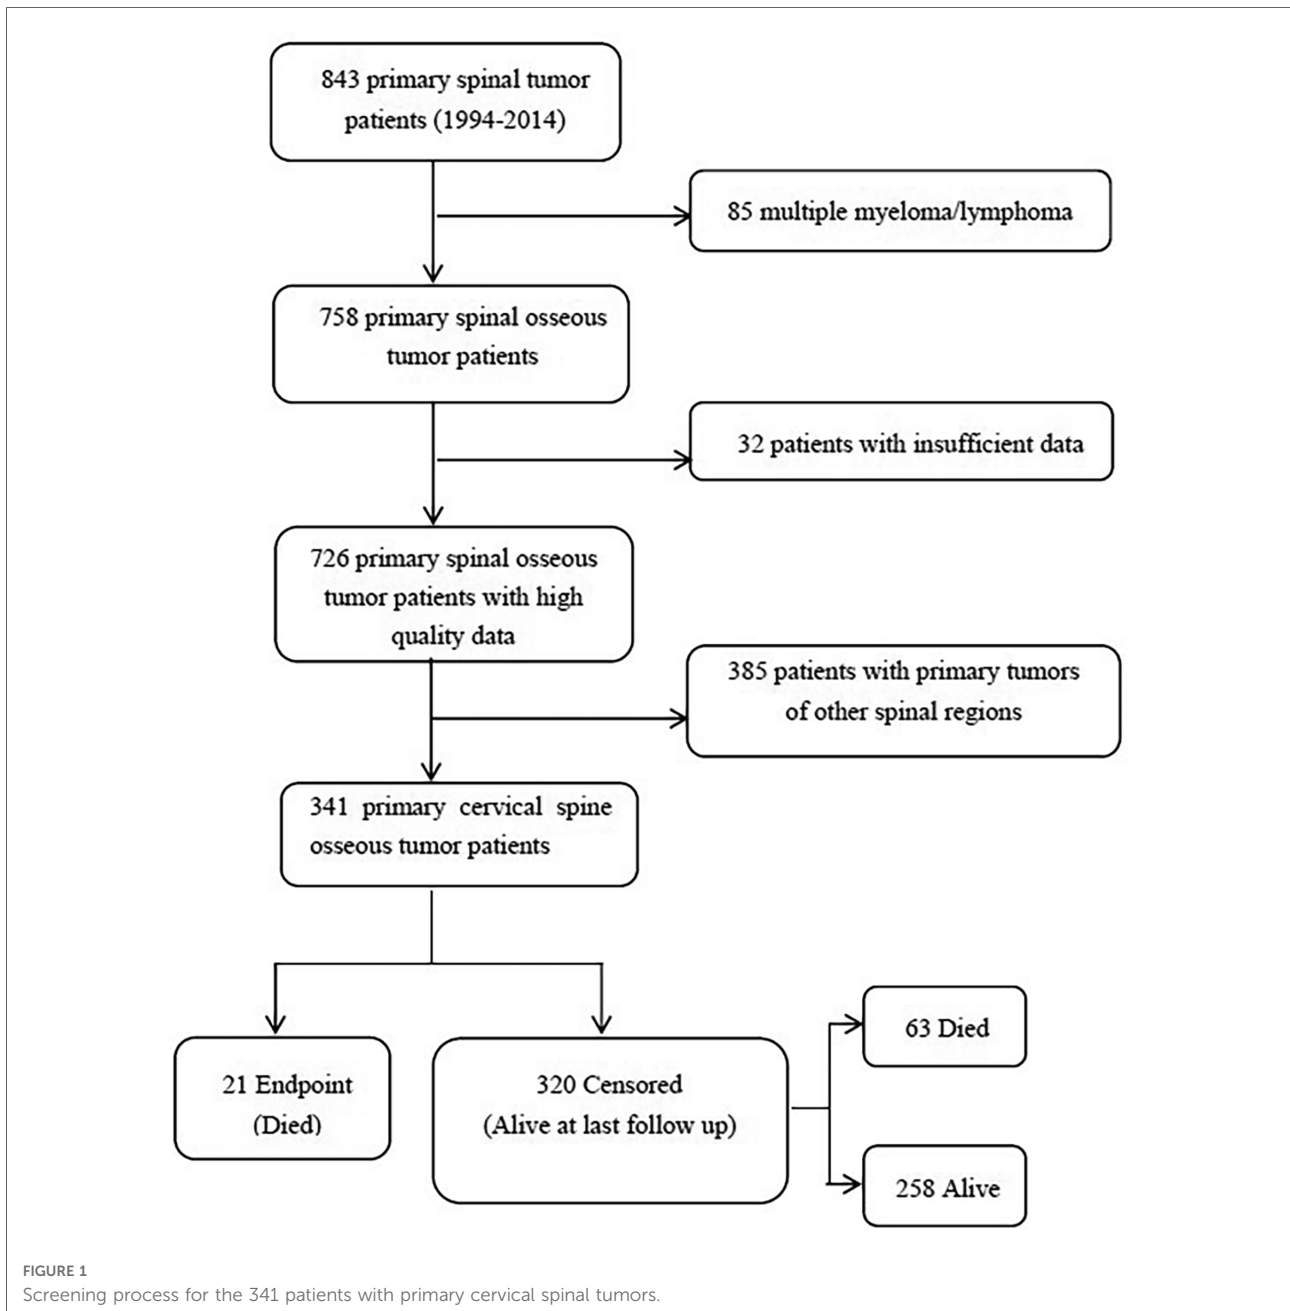 843 primary spinal tumor
patients (1994-2014)
85 multiple myeloma/lymphoma
758 primary spinal osseous
tumor patients
32 patients with insufficient data
726 primary spinal osseous
tumor patients with high
quality data
385 patients with primary tumors
of other spinal regions
341 primary cervical spine
osseous tumor patients
21 Endpoint
(Died)
320 Censored
(Alive at last follow up)
63 Died
258 Alive
FIGURE 1
Screening process for the 341 patients with primary cervical spinal tumors.